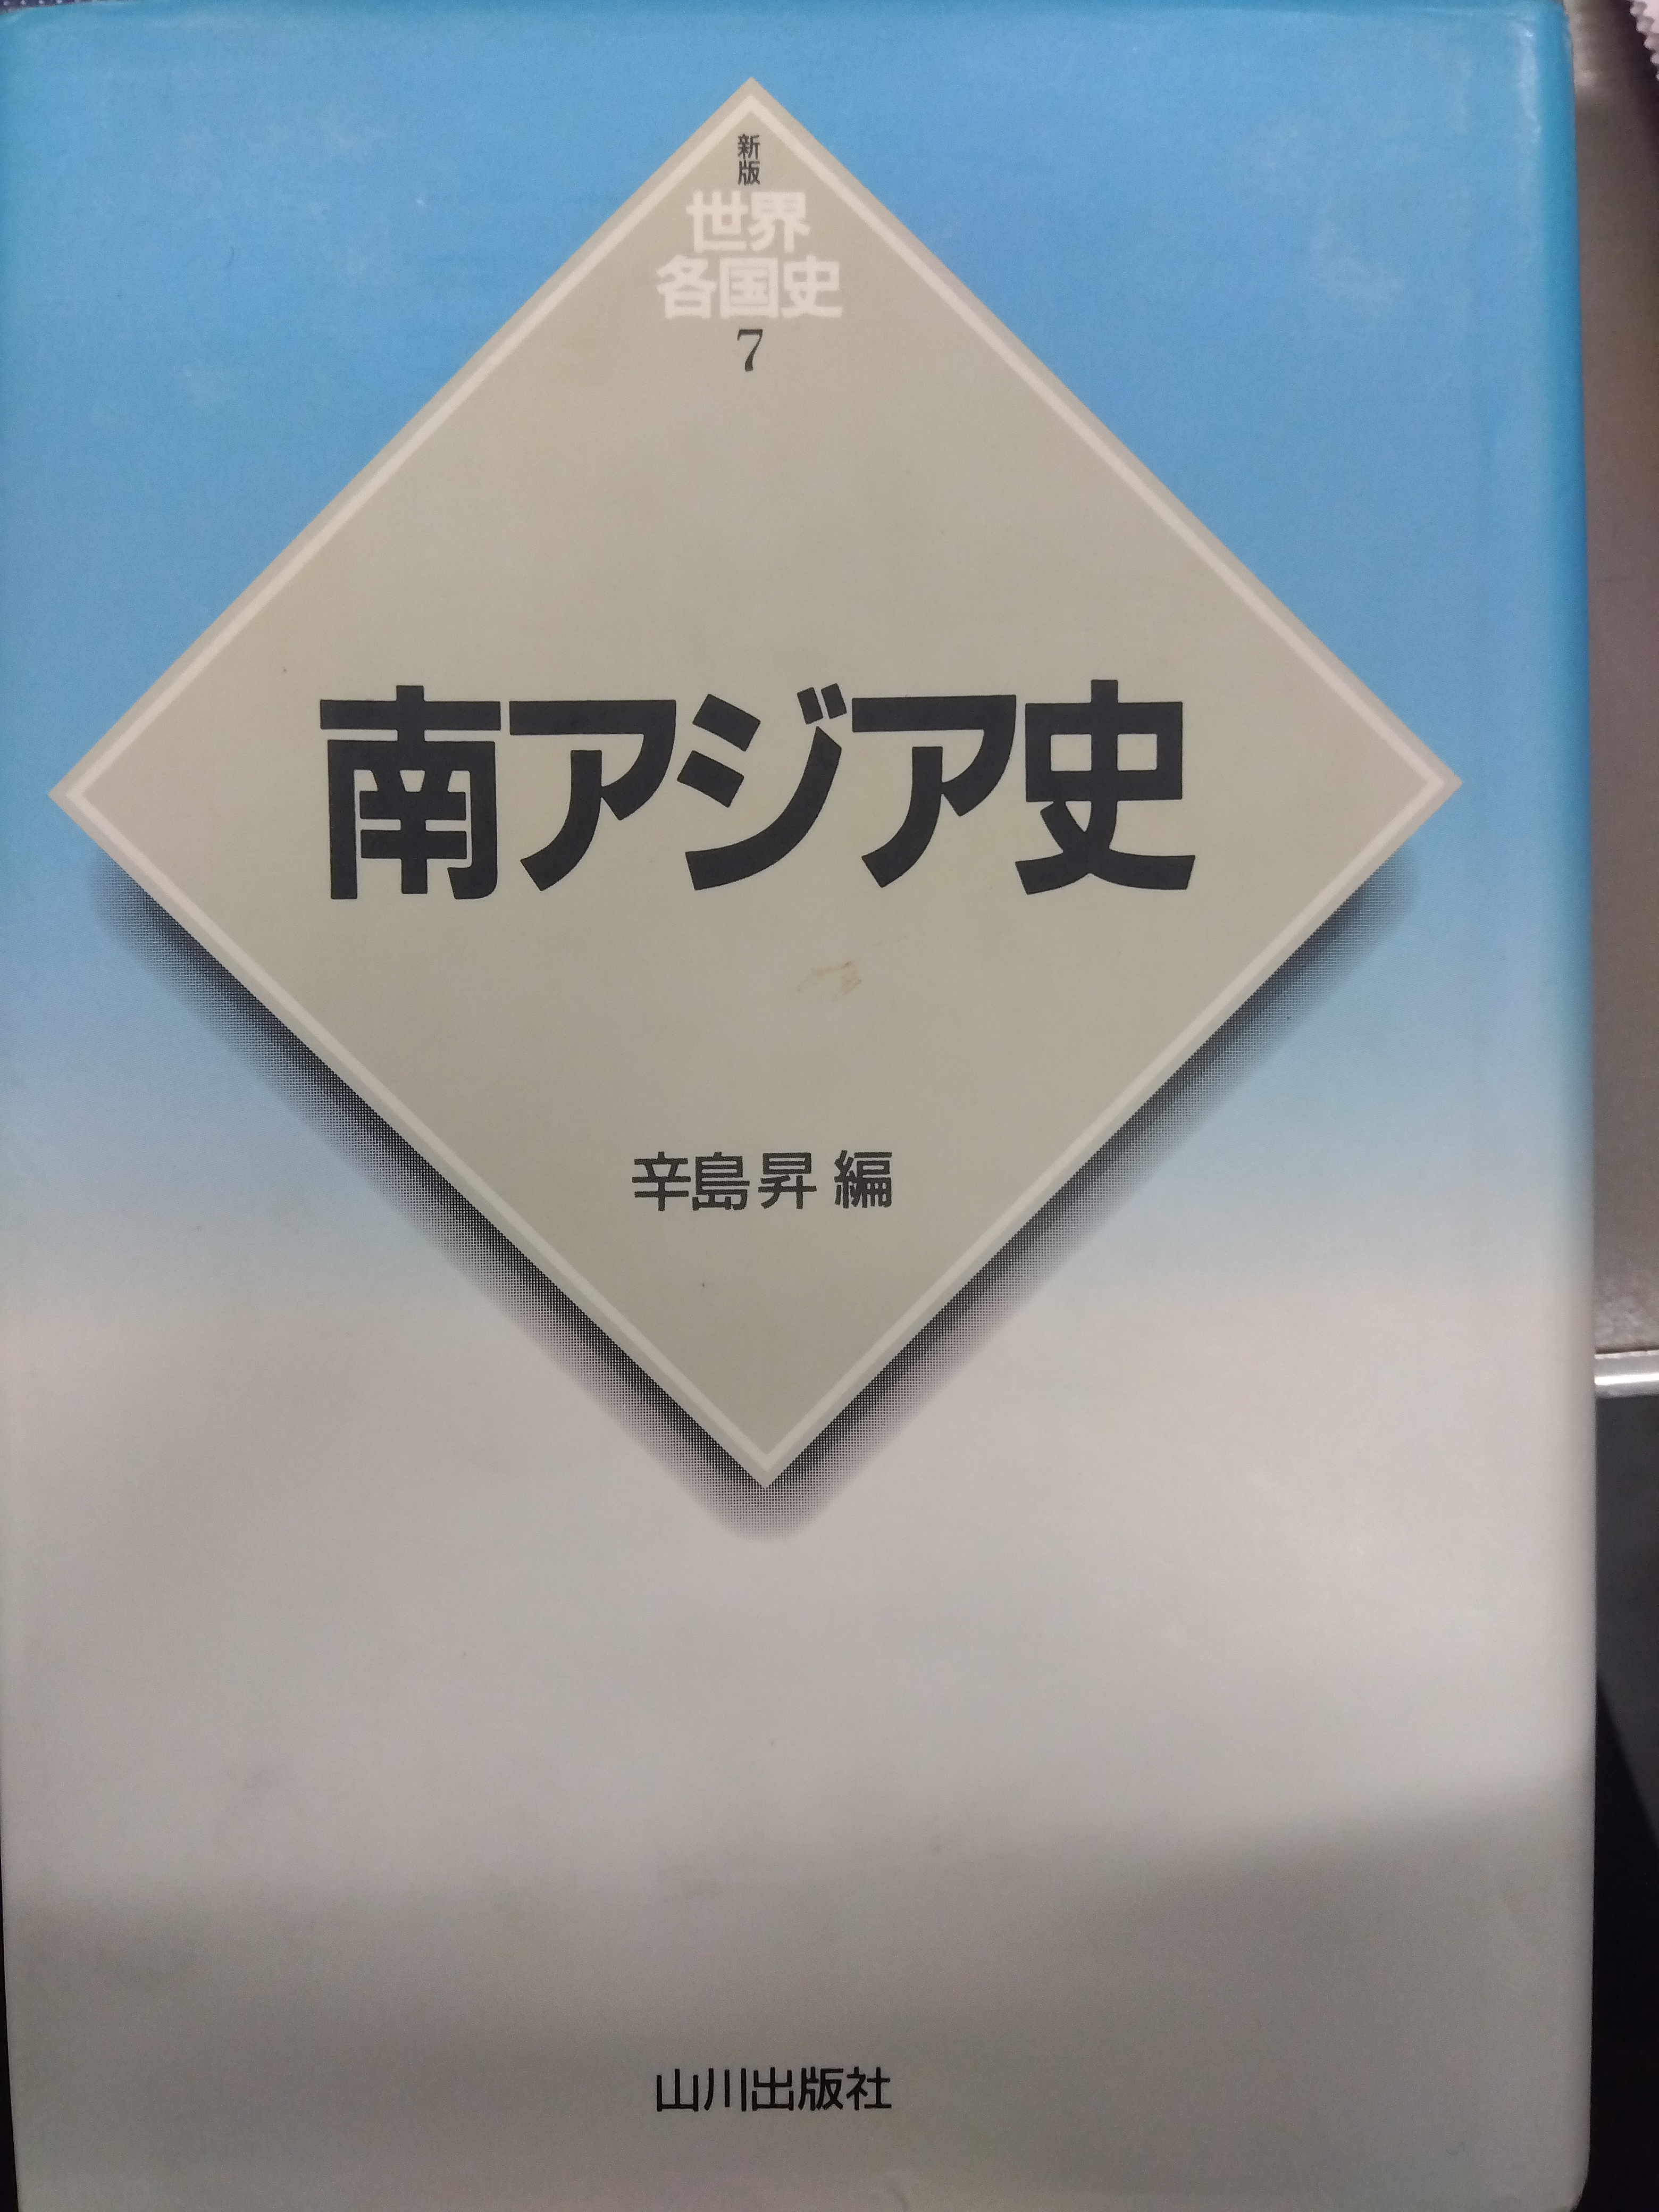 新版
世界
各国史
7
南アジア史
辛島昇 編
山川出版社